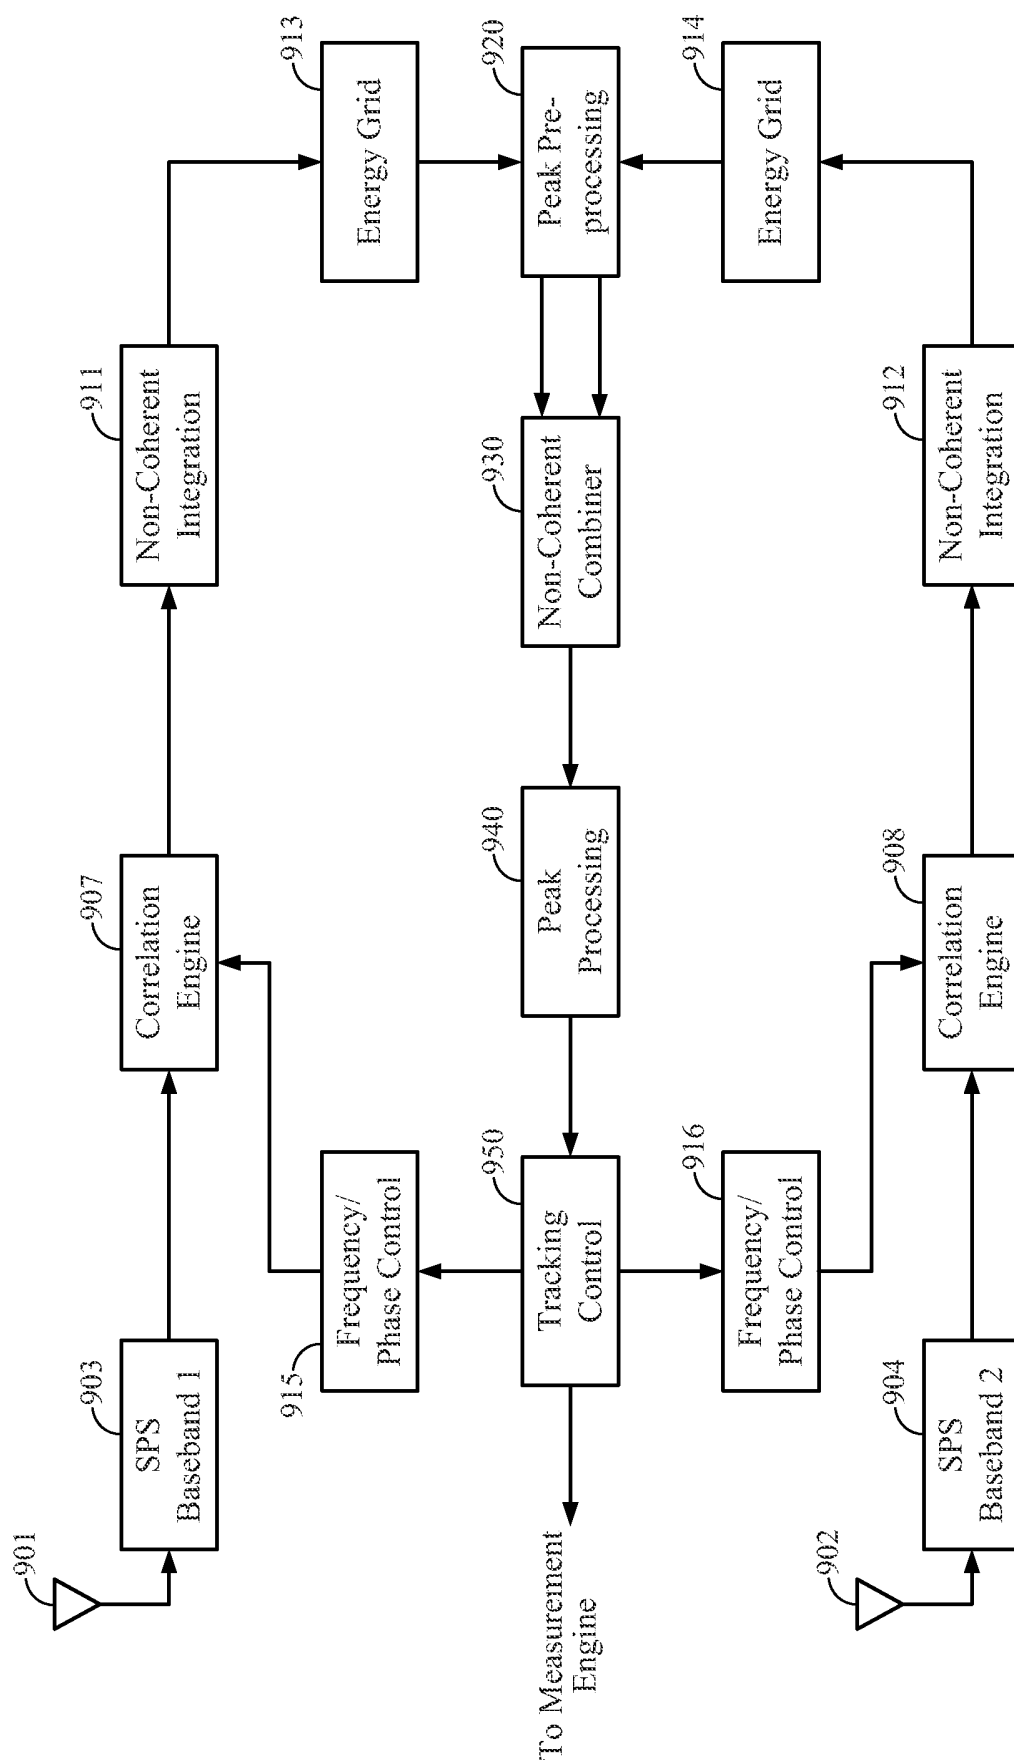 901
SPS
Baseband 1
903
Correlation
Engine
907
Non-Coherent
Integration
911
Frequency/
Phase Control
915
Energy Grid
913
To Measurement
Engine
Tracking
Control
950
Peak
Processing
940
Non-Coherent
Combiner
930
Peak Pre-
processing
920
Frequency/
Phase Control
916
Energy Grid
914
902
SPS
Baseband 2
904
Correlation
Engine
908
Non-Coherent
Integration
912